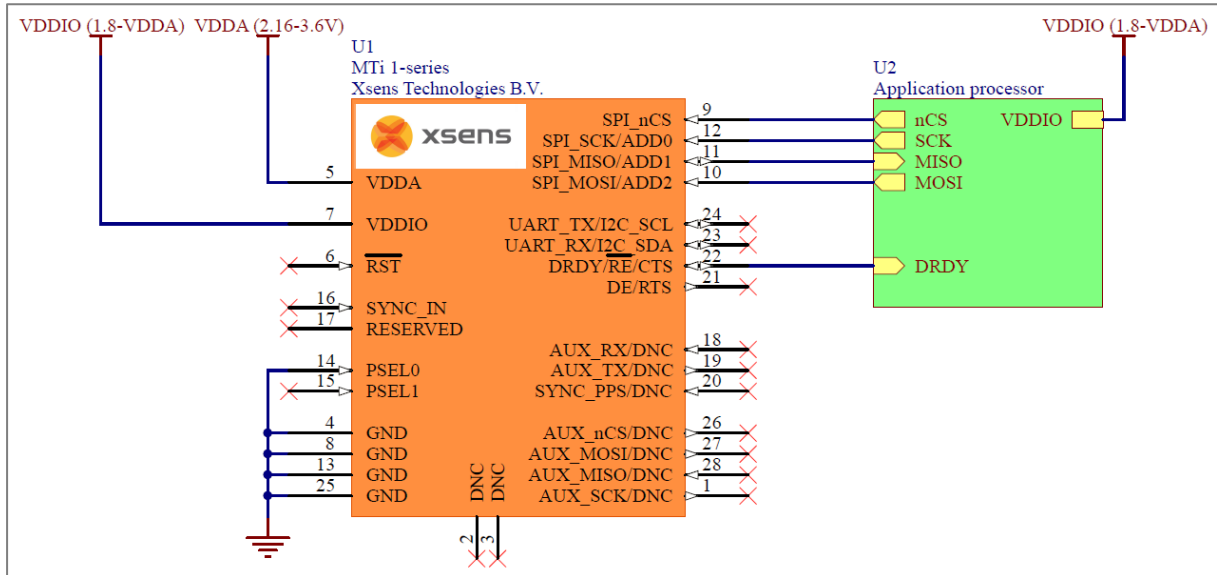 VDDIO (1.8-VDDA) VDDA (2.16-3.6V) VDDIO (1.8-VDDA)
U1
MTi 1-series
Xsens Technologies B.V.
U2
Application processor
xsens
5 VDDA
7 VDDIO
6 RST
16 SYNC_IN
17 RESERVED
14 PSEL0
15 PSEL1
4 GND
8 GND
13 GND
25 GND
2 DNC
3 DNC
SPI_nCS 9
SPI_SCK/ADD0 12
SPI_MISO/ADD1 11
SPI_MOSI/ADD2 10
UART_TX/I2C_SCL 24
UART_RX/I2C_SDA 23
DRDY/RE/CTS 22
DE/RTS 21
AUX_RX/DNC 18
AUX_TX/DNC 19
SYNC_PPS/DNC 20
AUX_nCS/DNC 26
AUX_MOSI/DNC 27
AUX_MISO/DNC 28
AUX_SCK/DNC 1
nCS VDDIO
SCK
MISO
MOSI
DRDY